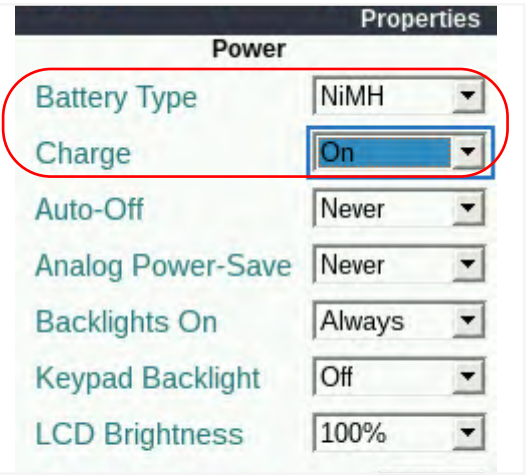 Properties
Power
Battery Type NiMH
Charge On
Auto-Off Never
Analog Power-Save Never
Backlights On Always
Keypad Backlight Off
LCD Brightness 100%